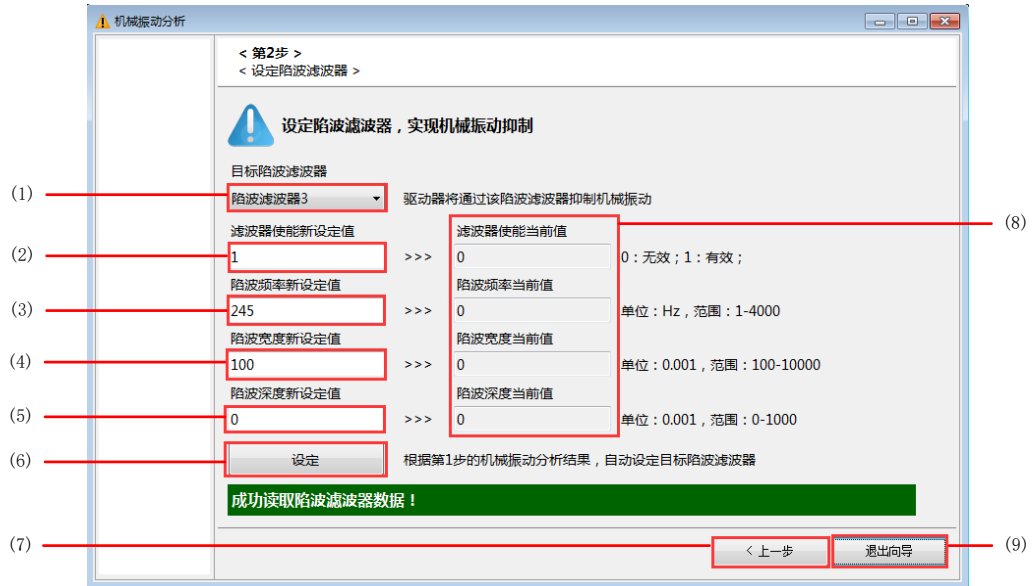 机械振动分析
< 第2步 >
< 设定陷波滤波器 >
设定陷波滤波器，实现机械振动抑制
目标陷波滤波器
(1) 陷波滤波器3 驱动器将通过该陷波滤波器抑制机械振动
滤波器使能新设定值 滤波器使能当前值 (8)
(2) 1 >>> 0 0：无效；1：有效；
陷波频率新设定值 陷波频率当前值
(3) 245 >>> 0 单位：Hz，范围：1-4000
陷波宽度新设定值 陷波宽度当前值
(4) 100 >>> 0 单位：0.001，范围：100-10000
陷波深度新设定值 陷波深度当前值
(5) 0 >>> 0 单位：0.001，范围：0-1000
(6) 设定 根据第1步的机械振动分析结果，自动设定目标陷波滤波器
成功读取陷波滤波器数据！
(7) < 上一步 退出向导 (9)